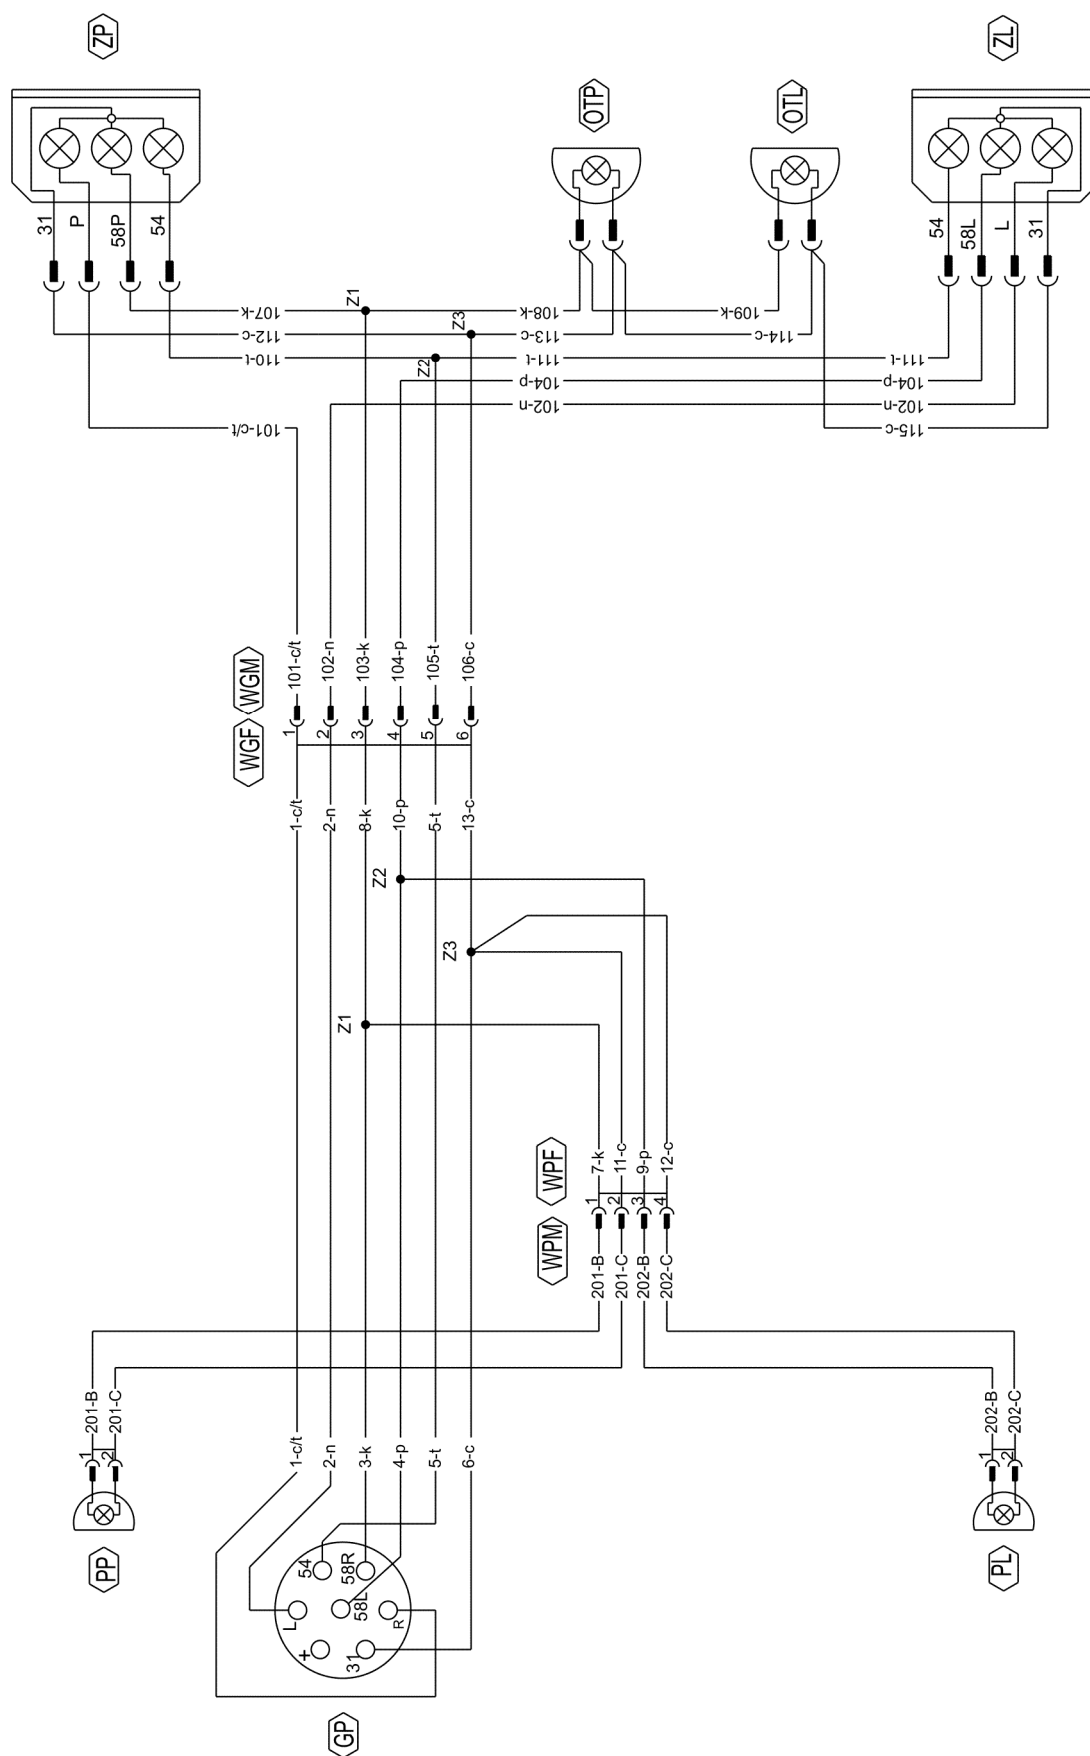 ZP
ZL
OTP
OTL
31
P
58P
54
54
58L
L
31
107-k
Z1
108-k
109-k
112-c
Z3
113-c
114-c
110-t
Z2
111-t
111-t
104-p
104-p
102-n
102-n
101-c/t
115-c
WGM
101-c/t
102-n
103-k
104-p
105-t
106-c
WGF
1
2
3
4
5
6
1-c/t
2-n
8-k
10-p
5-t
13-c
Z2
Z3
Z1
WPF
7-k
11-c
9-p
12-c
1
2
3
4
WPM
201-B
201-C
202-B
202-C
201-B
201-C
202-B
202-C
1
2
1
2
1-c/t
2-n
3-k
4-p
5-t
6-c
PP
PL
54
58R
L
58L
R
+
31
GP